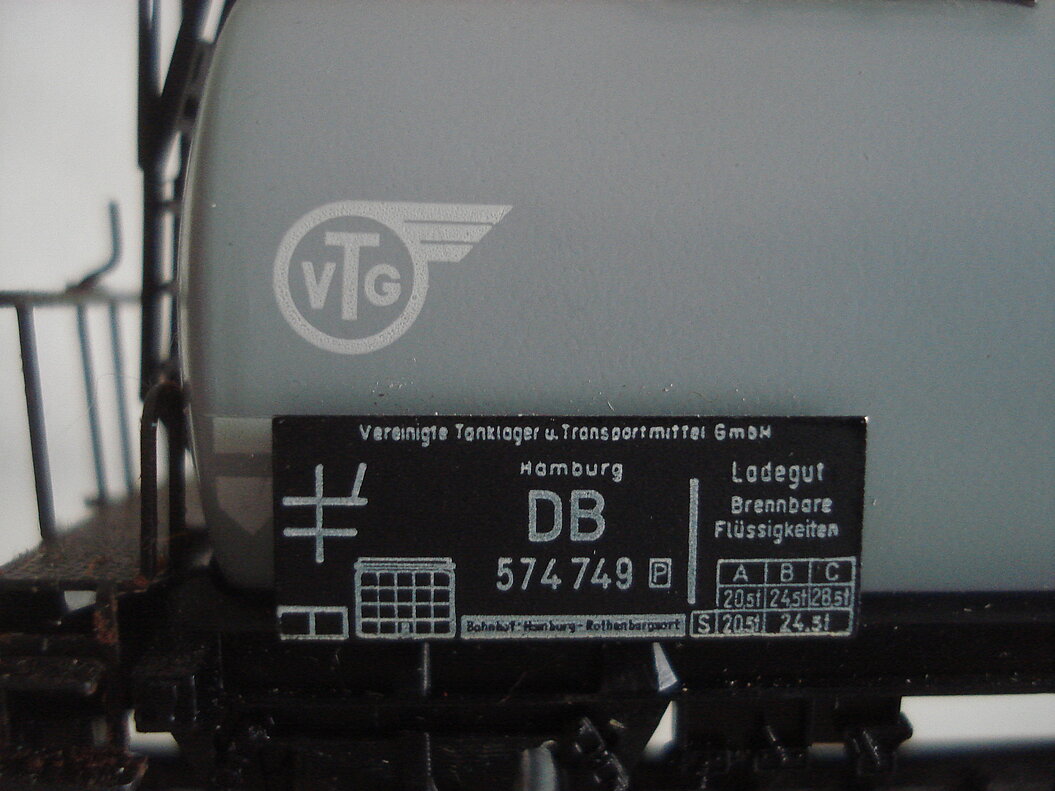 VTG
Vereinigte Tanklager u. Transportmittel GmbH
Hamburg
DB
574 749 P
Bahnhof: Hamburg - Rothenburgsort
Ladegut
Brennbare
Flüssigkeiten
A B C
20,5t 24,5t 28,5t
S 20,5t 24,5t